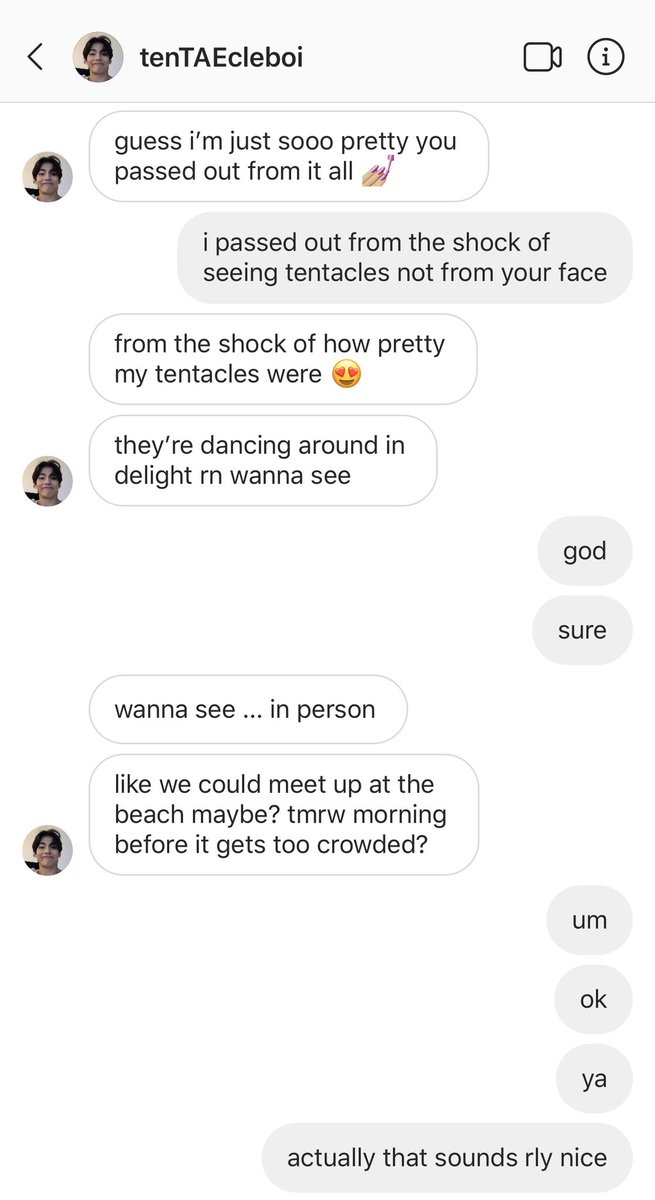 tenTAEcleboi
guess i’m just sooo pretty you
passed out from it all 💅🏼
i passed out from the shock of
seeing tentacles not from your face
from the shock of how pretty
my tentacles were 😍
they’re dancing around in
delight rn wanna see
god
sure
wanna see ... in person
like we could meet up at the
beach maybe? tmrw morning
before it gets too crowded?
um
ok
ya
actually that sounds rly nice